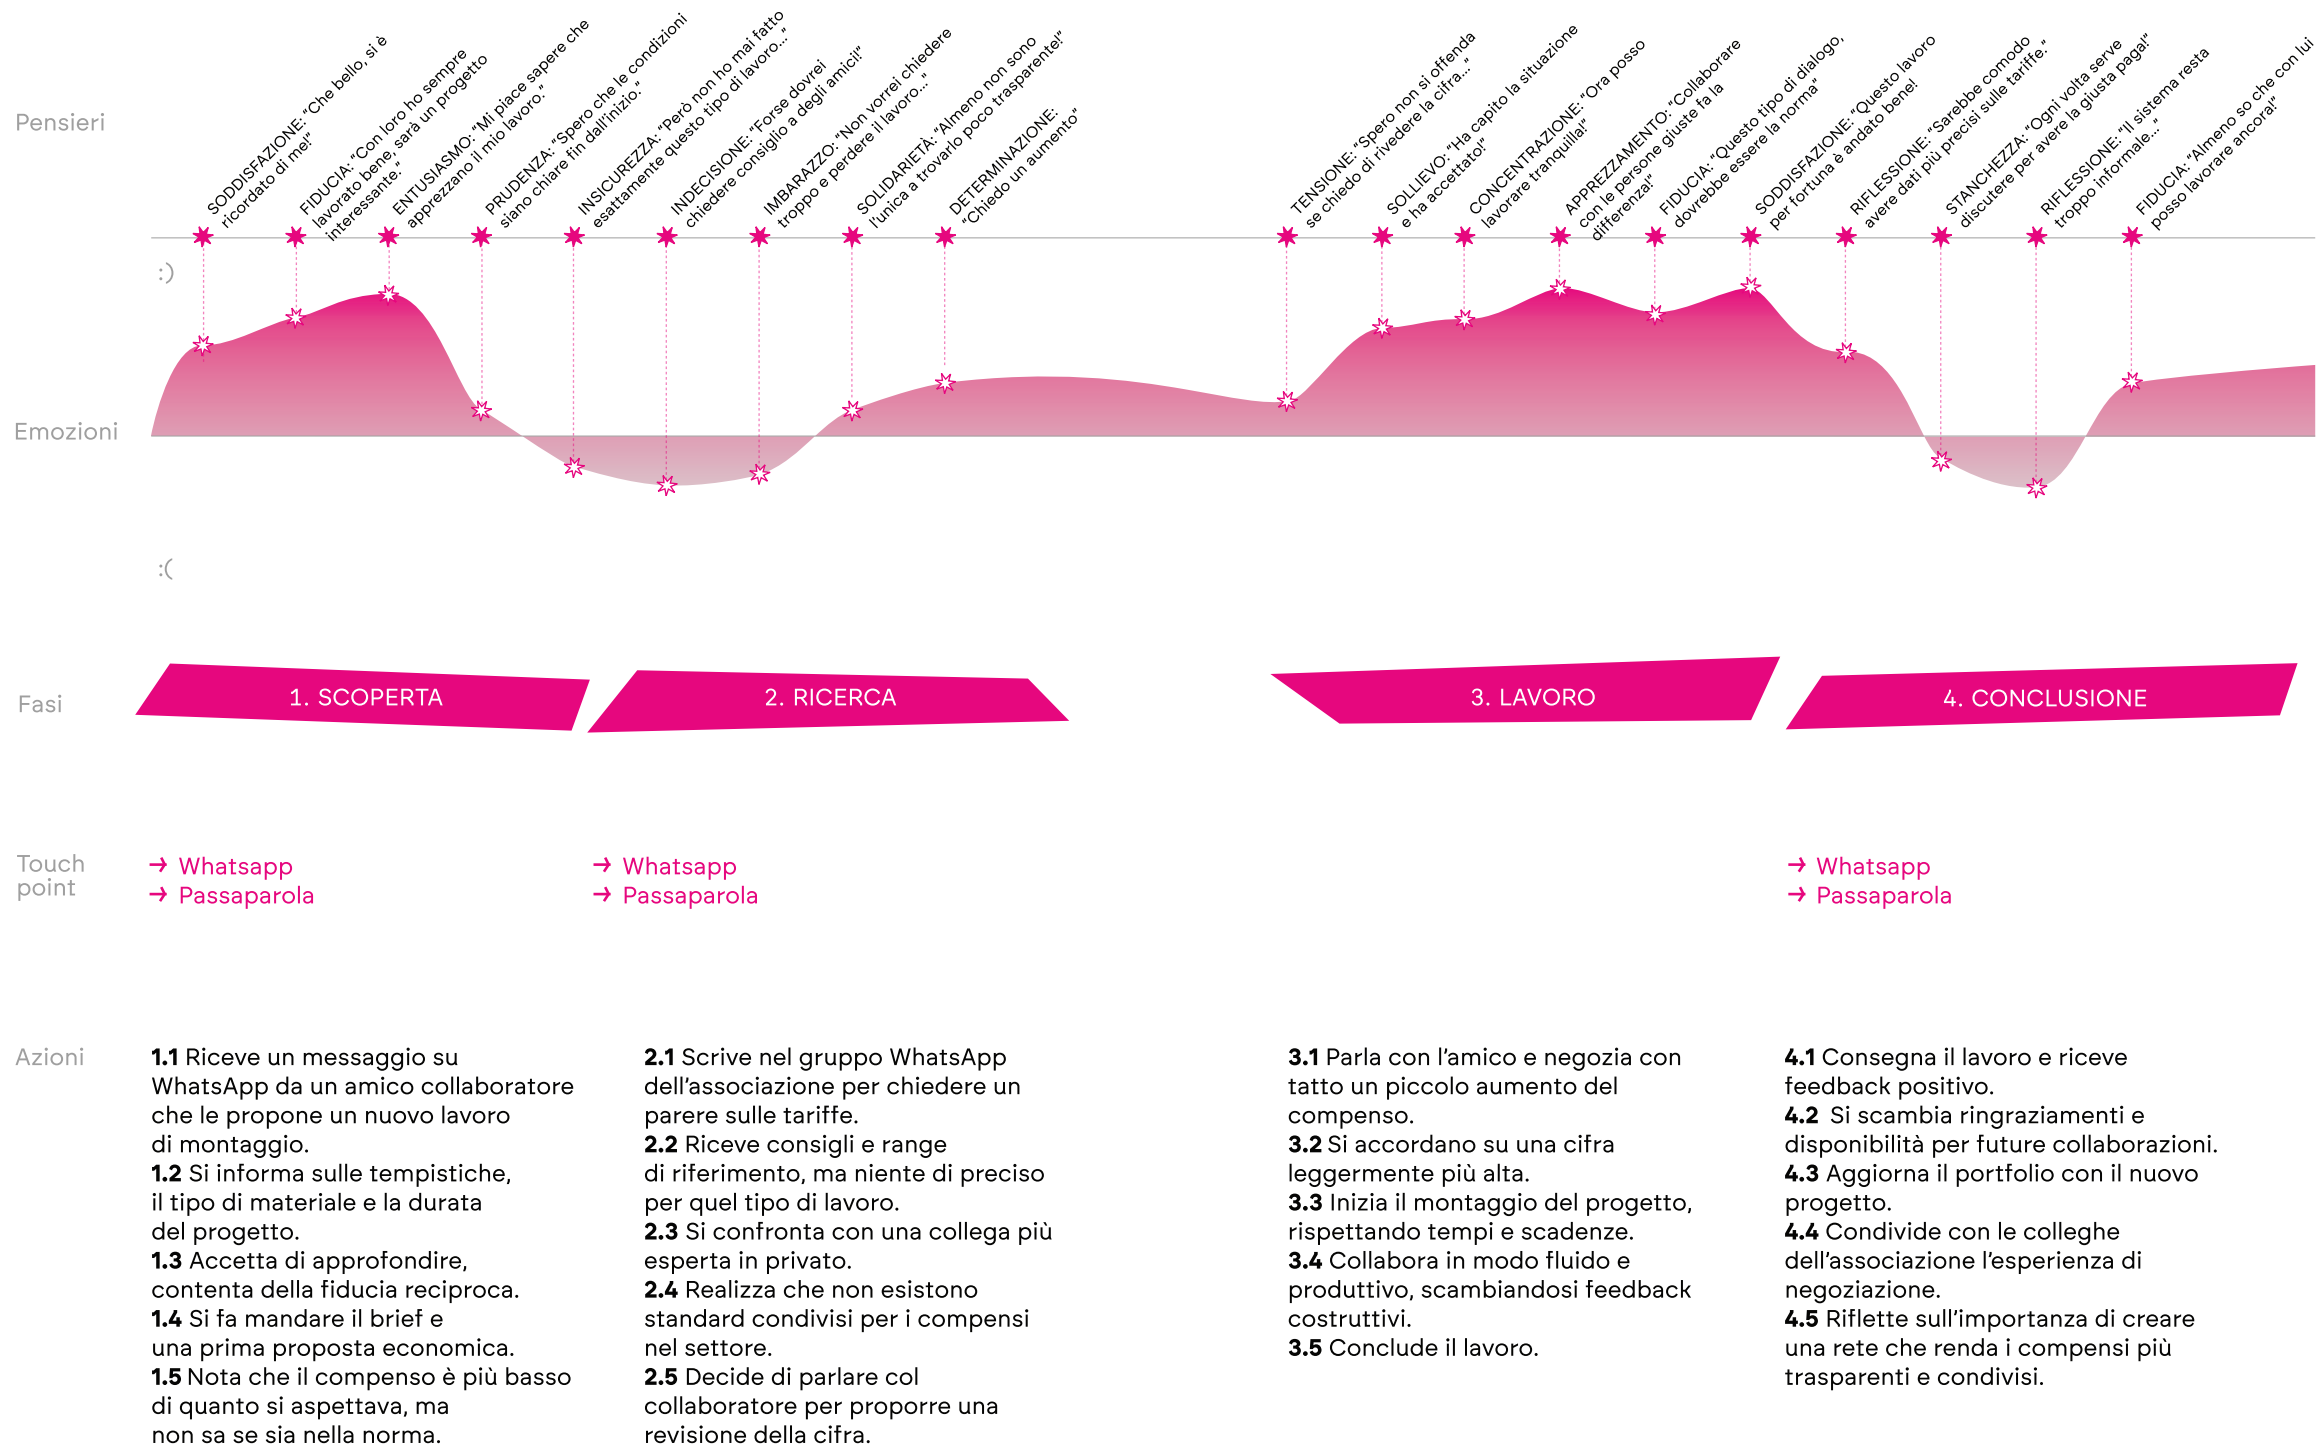 Pensieri
SODDISFAZIONE: “Che bello, si è
ricordato di me!”
FIDUCIA: “Con loro ho sempre
lavorato bene, sarà un progetto
interessante.”
ENTUSIASMO: “Mi piace sapere che
apprezzano il mio lavoro.”
PRUDENZA: “Spero che le condizioni
siano chiare fin dall’inizio.”
INSICUREZZA: “Però non ho mai fatto
esattamente questo tipo di lavoro...”
INDECISIONE: “Forse dovrei
chiedere consiglio a degli amici!”
IMBARAZZO: “Non vorrei chiedere
troppo e perdere il lavoro...”
SOLIDARIETÀ: “Almeno non sono
l’unica a trovarlo poco trasparente!”
DETERMINAZIONE:
“Chiedo un aumento”
TENSIONE: “Spero non si offenda
se chiedo di rivedere la cifra...”
SOLLIEVO: “Ha capito la situazione
e ha accettato!”
CONCENTRAZIONE: “Ora posso
lavorare tranquilla!”
APPREZZAMENTO: “Collaborare
con le persone giuste fa la
differenza!”
FIDUCIA: “Questo tipo di dialogo,
dovrebbe essere la norma”
SODDISFAZIONE: “Questo lavoro
per fortuna è andato bene!
RIFLESSIONE: “Sarebbe comodo
avere dati più precisi sulle tariffe.”
STANCHEZZA: “Ogni volta serve
discutere per avere la giusta paga!”
RIFLESSIONE: “Il sistema resta
troppo informale...”
FIDUCIA: “Almeno so che con lui
posso lavorare ancora!”
:)
Emozioni
:(
Fasi
1. SCOPERTA
2. RICERCA
3. LAVORO
4. CONCLUSIONE
Touch
point
→ Whatsapp
→ Passaparola
→ Whatsapp
→ Passaparola
→ Whatsapp
→ Passaparola
Azioni
1.1 Riceve un messaggio su
WhatsApp da un amico collaboratore
che le propone un nuovo lavoro
di montaggio.
1.2 Si informa sulle tempistiche,
il tipo di materiale e la durata
del progetto.
1.3 Accetta di approfondire,
contenta della fiducia reciproca.
1.4 Si fa mandare il brief e
una prima proposta economica.
1.5 Nota che il compenso è più basso
di quanto si aspettava, ma
non sa se sia nella norma.
2.1 Scrive nel gruppo WhatsApp
dell’associazione per chiedere un
parere sulle tariffe.
2.2 Riceve consigli e range
di riferimento, ma niente di preciso
per quel tipo di lavoro.
2.3 Si confronta con una collega più
esperta in privato.
2.4 Realizza che non esistono
standard condivisi per i compensi
nel settore.
2.5 Decide di parlare col
collaboratore per proporre una
revisione della cifra.
3.1 Parla con l’amico e negozia con
tatto un piccolo aumento del
compenso.
3.2 Si accordano su una cifra
leggermente più alta.
3.3 Inizia il montaggio del progetto,
rispettando tempi e scadenze.
3.4 Collabora in modo fluido e
produttivo, scambiandosi feedback
costruttivi.
3.5 Conclude il lavoro.
4.1 Consegna il lavoro e riceve
feedback positivo.
4.2 Si scambia ringraziamenti e
disponibilità per future collaborazioni.
4.3 Aggiorna il portfolio con il nuovo
progetto.
4.4 Condivide con le colleghe
dell’associazione l’esperienza di
negoziazione.
4.5 Riflette sull’importanza di creare
una rete che renda i compensi più
trasparenti e condivisi.